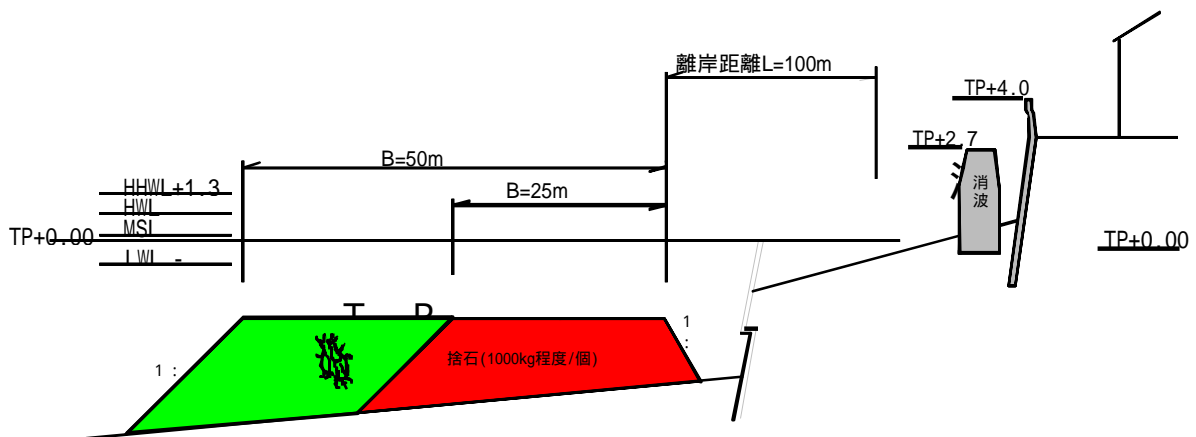 離岸距離L=100m
TP+4.0
TP+2.7
B=50m
HHWL+1.3
B=25m
消波
HWL
MSL
TP+0.00
TP+0.00
LWL -
T P
1
:
捨石(1000kg程度/個)
1 :